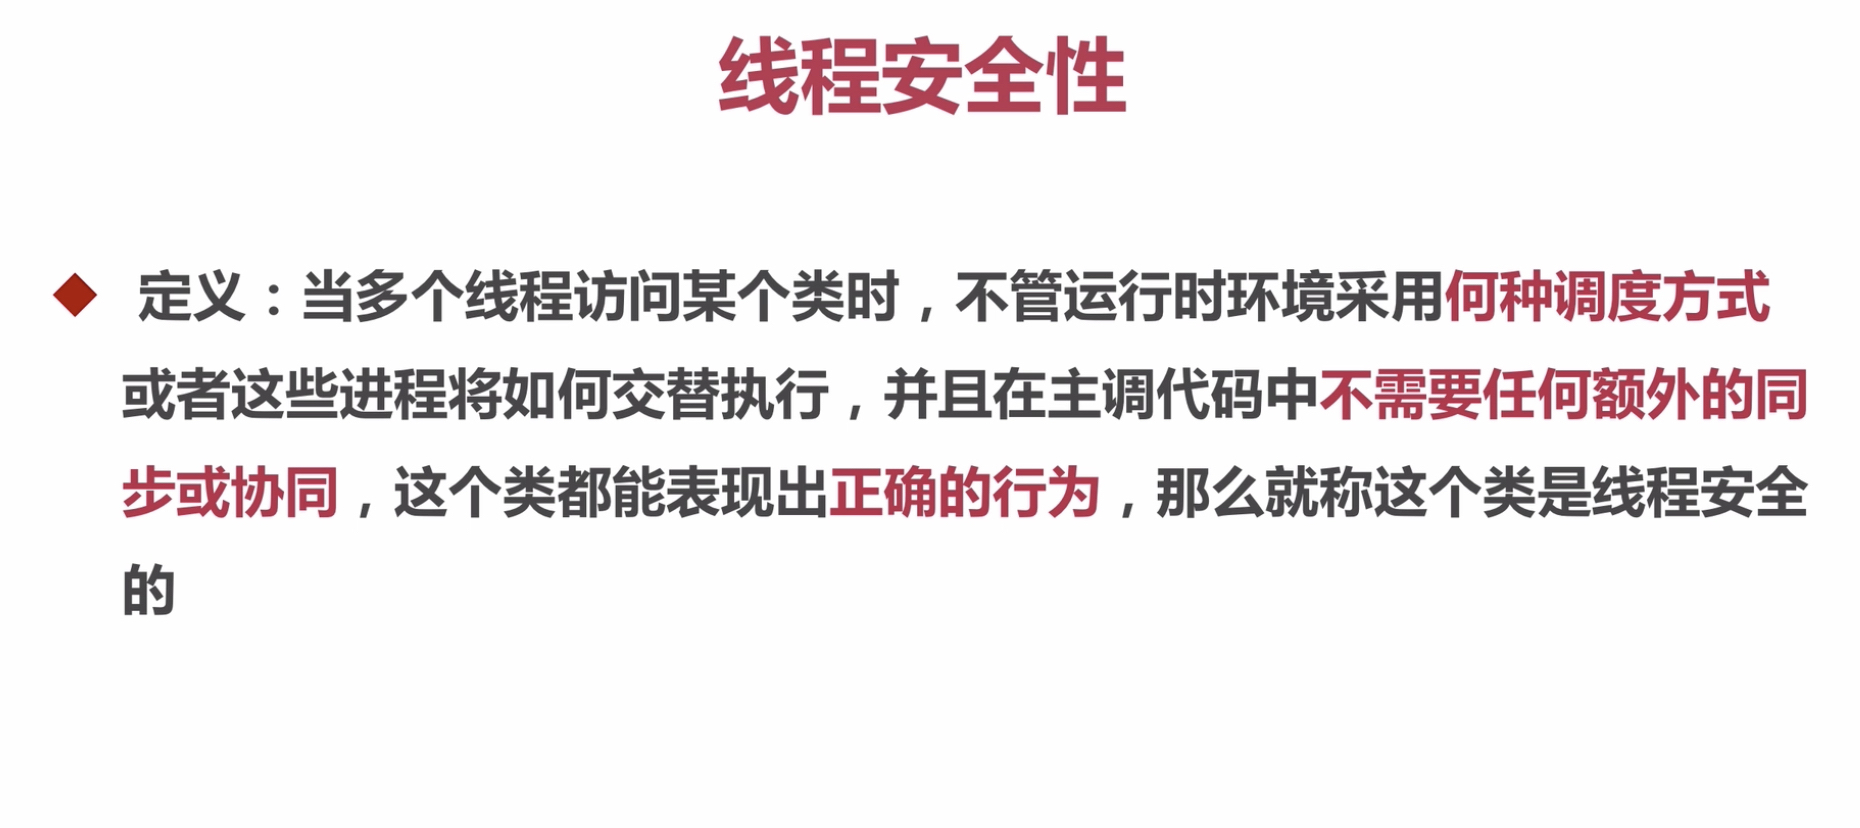 线程安全性
定义：当多个线程访问某个类时，不管运行时环境采用何种调度方式
或者这些进程将如何交替执行，并且在主调代码中不需要任何额外的同
步或协同，这个类都能表现出正确的行为，那么就称这个类是线程安全
的